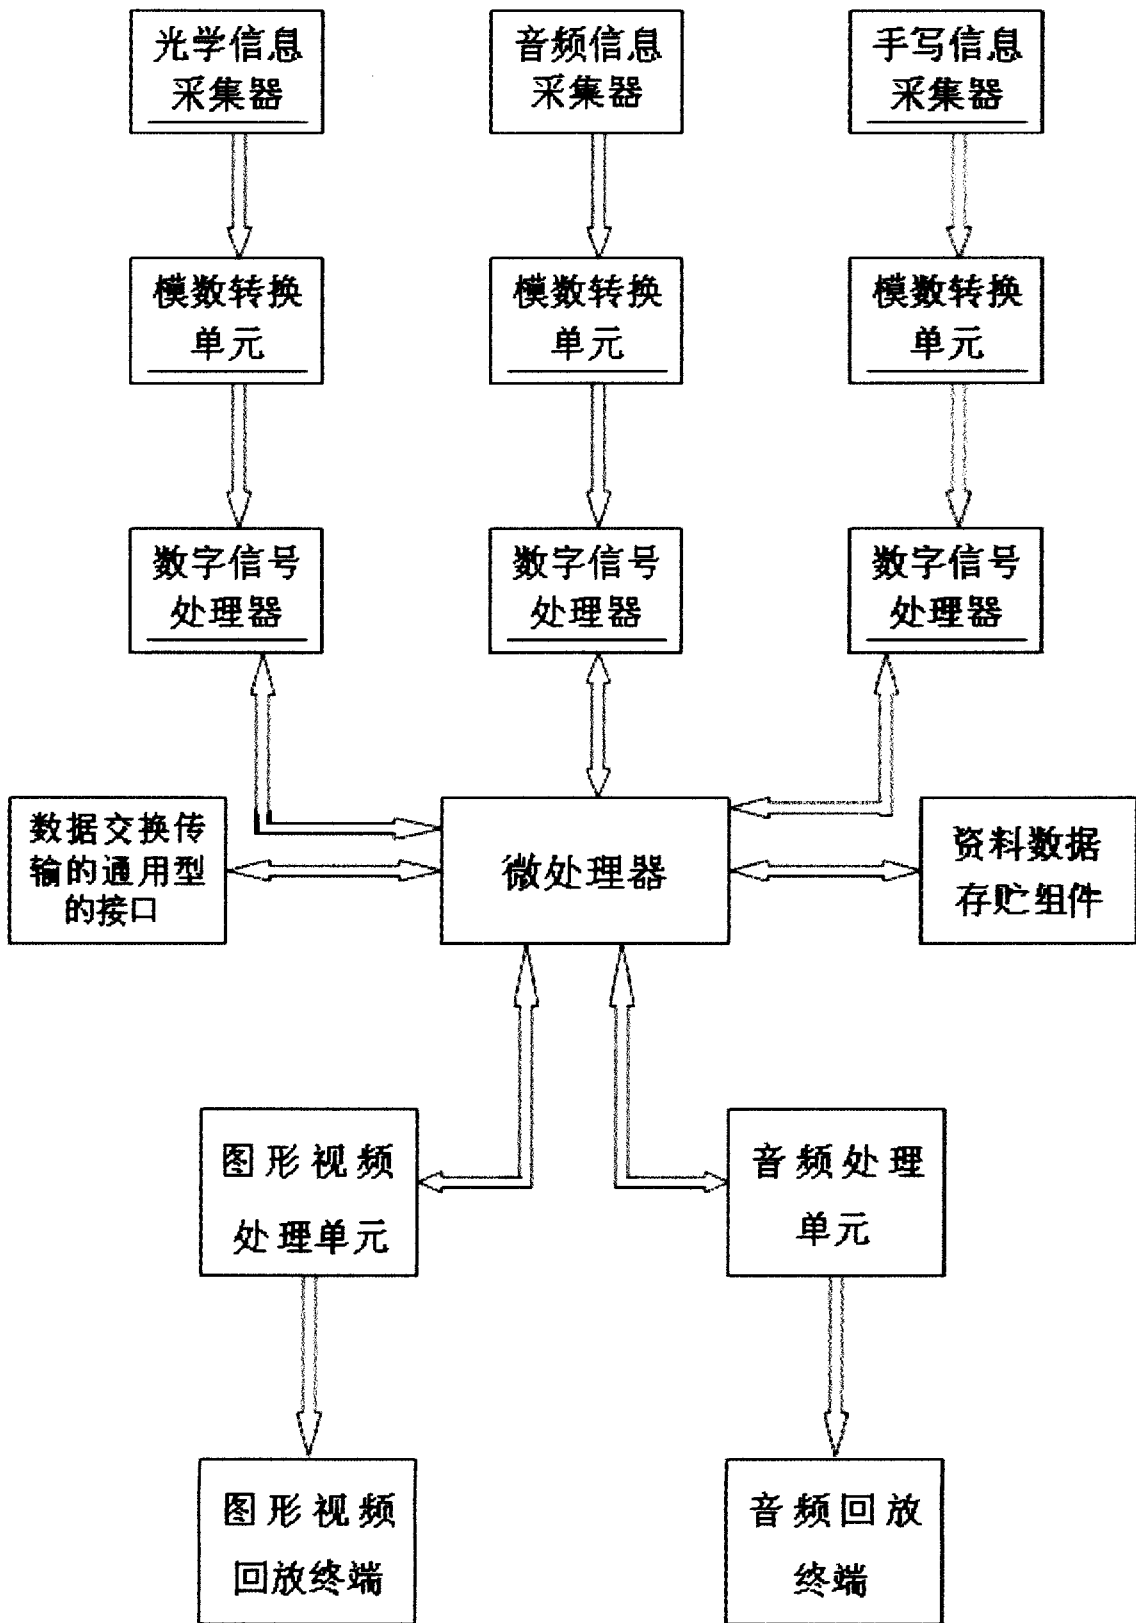 光学信息
采集器
音频信息
采集器
手写信息
采集器
模数转换
单元
模数转换
单元
模数转换
单元
数字信号
处理器
数字信号
处理器
数字信号
处理器
数据交换传
输的通用型
的接口
微处理器
资料数据
存贮组件
图形视频
处理单元
音频处理
单元
图形视频
回放终端
音频回放
终端